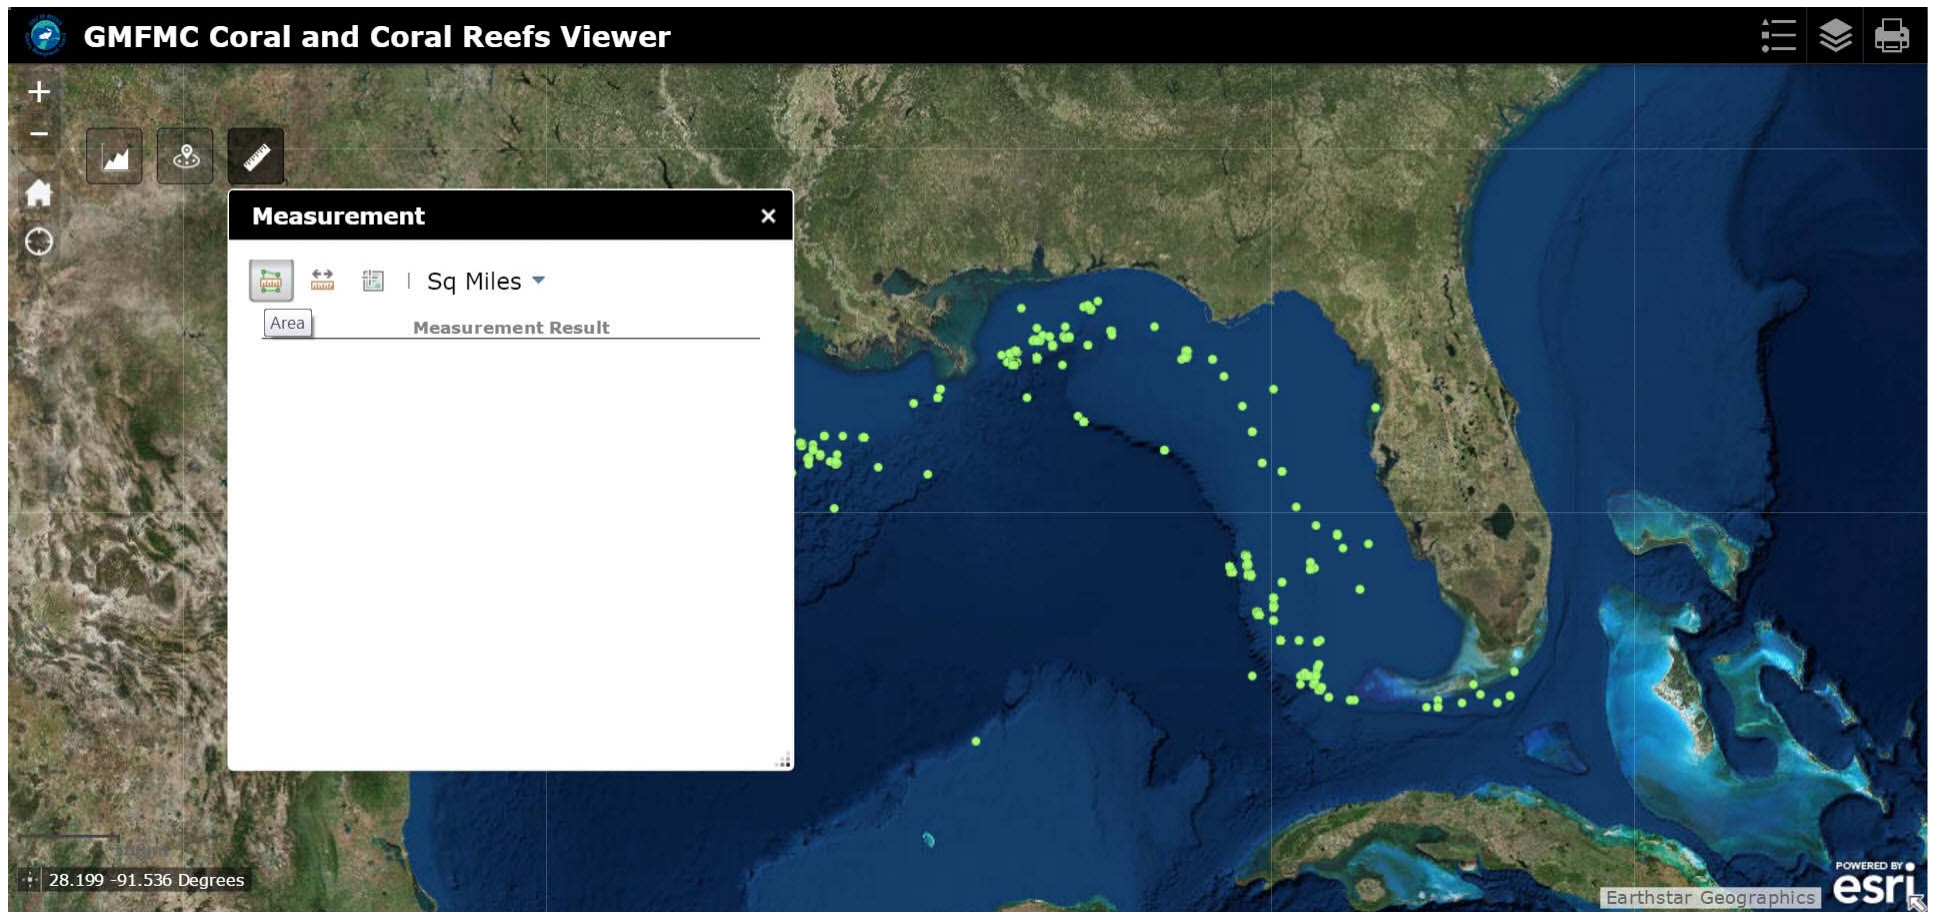 GMFMC Coral and Coral Reefs Viewer
+
−
Measurement ×
| Sq Miles
Area
Measurement Result
28.199 -91.536 Degrees
POWERED BY
esri
Earthstar Geographics